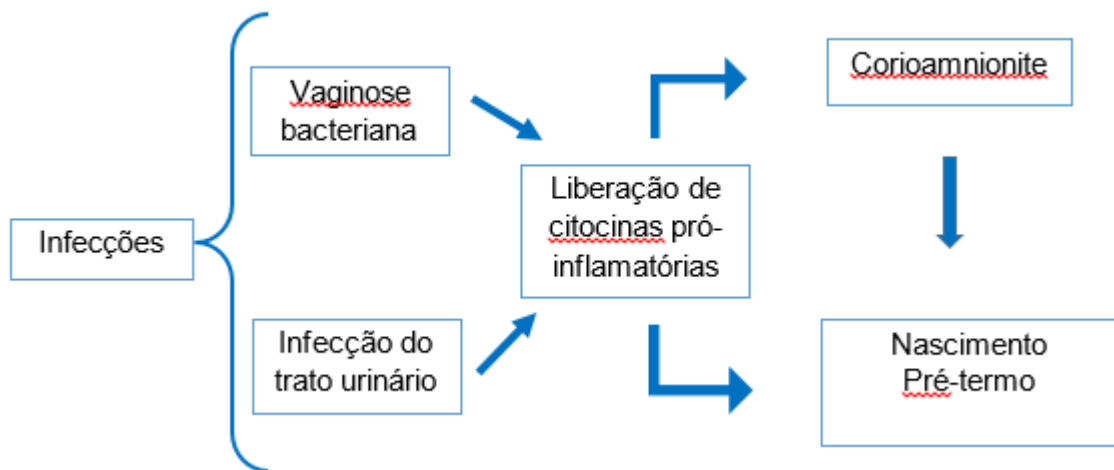 Infecções
Vaginose
bacteriana
Infecção do
trato urinário
Liberação de
citocinas pró-
inflamatórias
Corioamnionite
Nascimento
Pré-termo